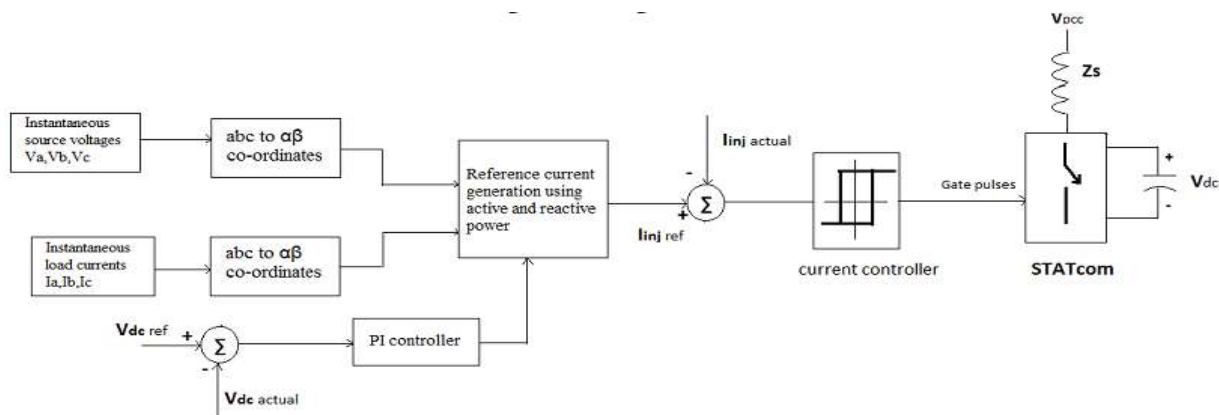 Instantaneous
source voltages
Va,Vb,Vc
abc to αβ
co-ordinates
Instantaneous
load currents
Ia,Ib,Ic
abc to αβ
co-ordinates
Reference current
generation using
active and reactive
power
Vdc ref
+
Σ
-
Vdc actual
PI controller
Iinj actual
-
+
Σ
Iinj ref
current controller
Gate pulses
Vpcc
Zs
STATcom
+
Vdc
-